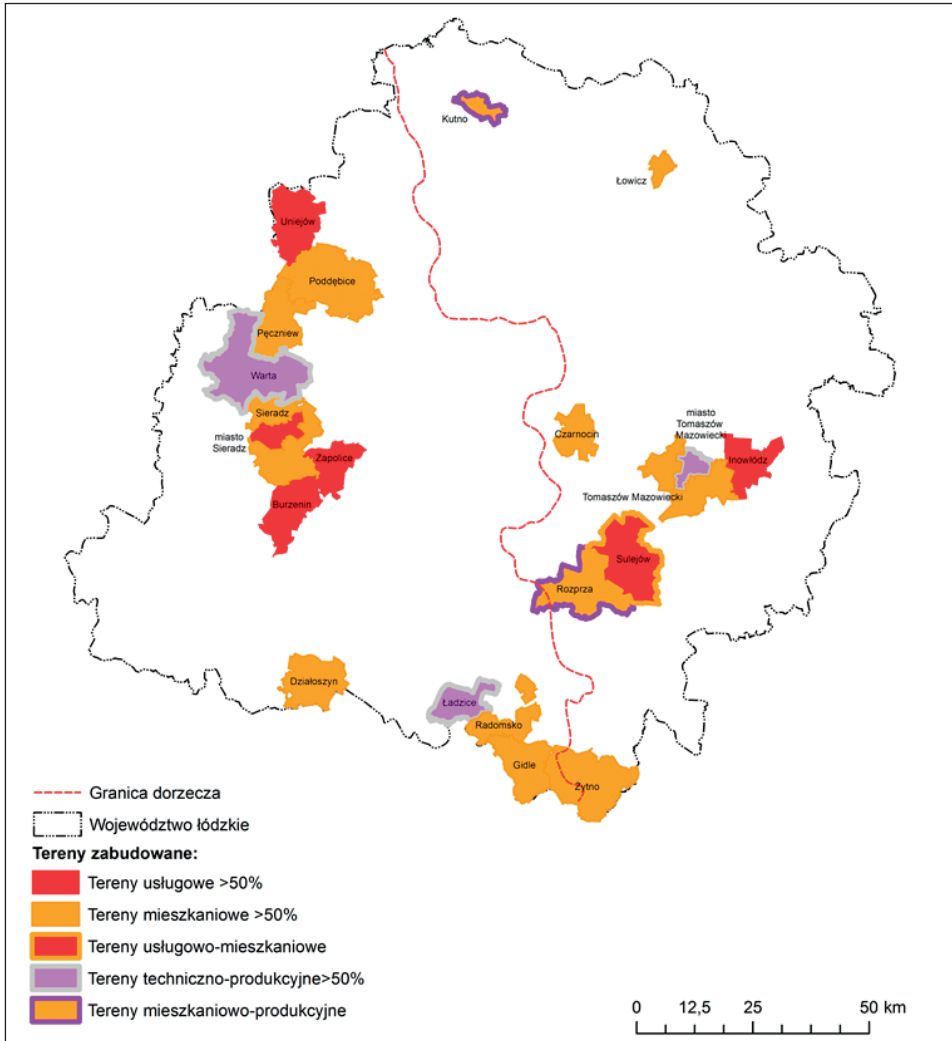 Kutno
Łowicz
Uniejów
Poddębice
Pęczniew
Warta
Sieradz
miasto
Sieradz
Zapolice
Burzenin
Czarnocin
miasto
Tomaszów
Mazowiecki
Inowłódz
Tomaszów Mazowiecki
Sulejów
Rozprza
Działoszyn
Ładzice
Radomsko
Gidle
Żytno
Granica dorzecza
Województwo łódzkie
Tereny zabudowane:
Tereny usługowe >50%
Tereny mieszkaniowe >50%
Tereny usługowo-mieszkaniowe
Tereny techniczno-produkcyjne>50%
Tereny mieszkaniowo-produkcyjne
0 12,5 25 50 km